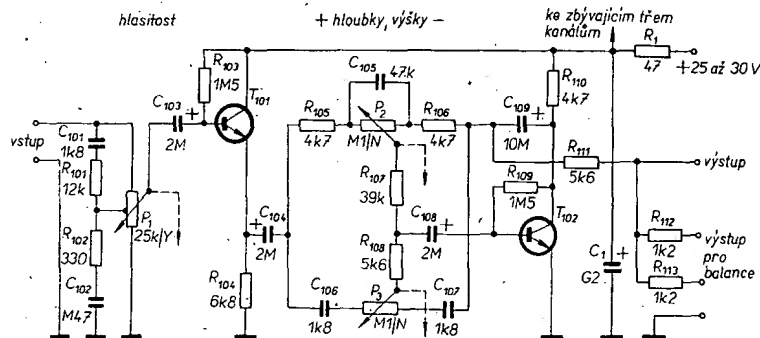 hlasitost
+ hloubky, výšky −
ke zbývajícím třem
kanálům
R₁
47
+25 až 30 V
R₁₀₃
1M5
T₁₀₁
C₁₀₃ +
2M
C₁₀₅ 47k
R₁₀₅
4k7
P₂
M1/N
R₁₀₆
4k7
C₁₀₉ +
10M
R₁₁₀
4k7
R₁₁₁
5k6
výstup
vstup
C₁₀₁
1k8
R₁₀₁
12k
P₁
25k/Y
R₁₀₂
330
C₁₀₂
M47
C₁₀₄
+
2M
R₁₀₄
6k8
R₁₀₇
39k
C₁₀₈ +
2M
R₁₀₉
1M5
T₁₀₂
R₁₀₈
5k6
C₁₀₆
1k8
P₃
M1/N
C₁₀₇
1k8
C₁ +
G2
R₁₁₂
1k2
R₁₁₃
1k2
výstup
pro
balance